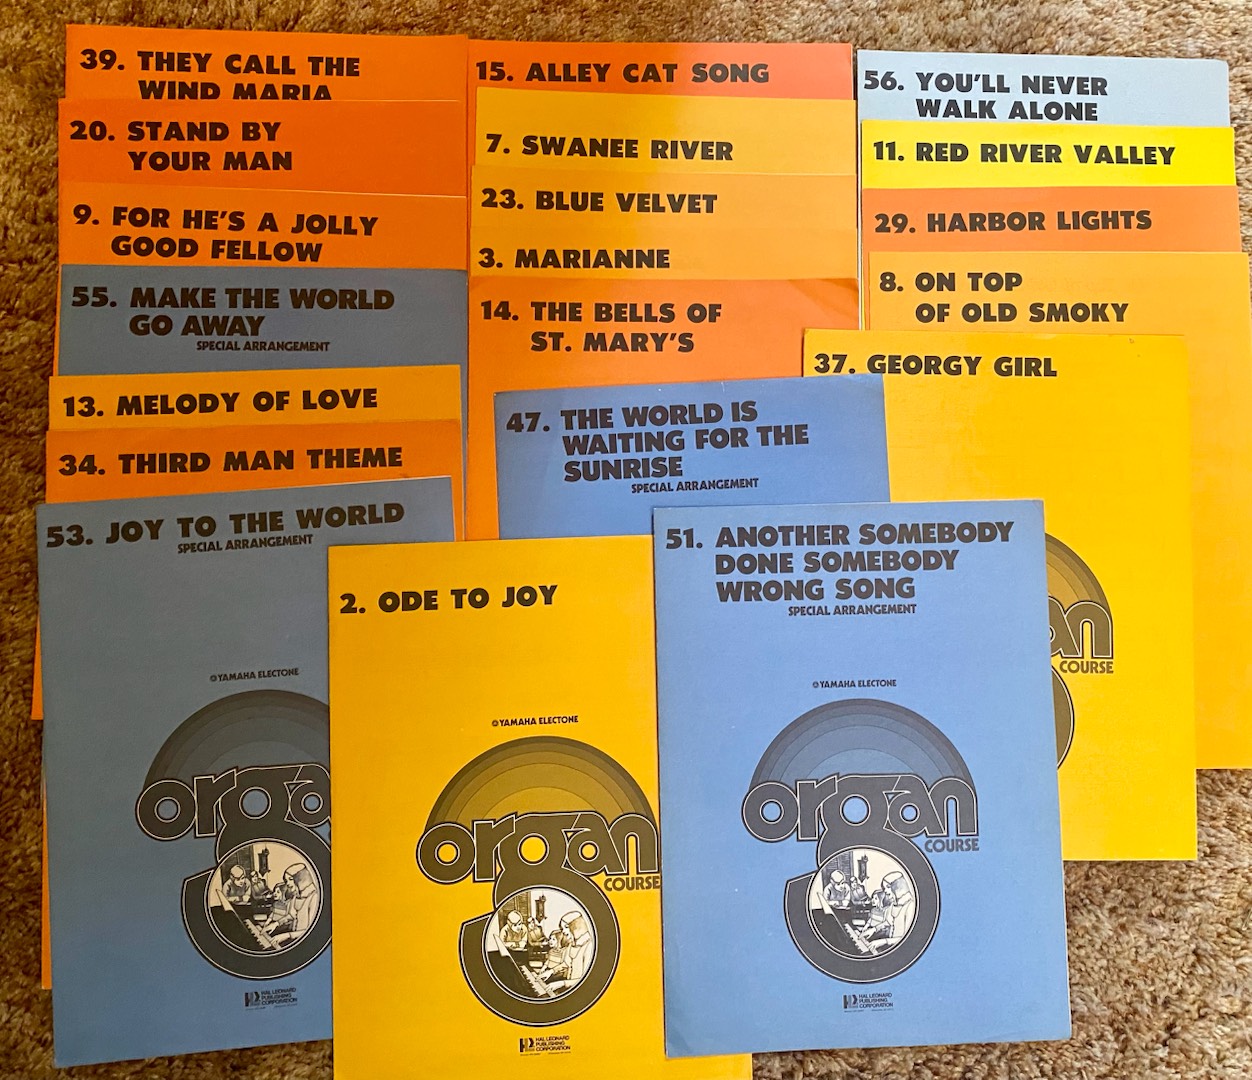 39. THEY CALL THE
WIND MARIA
20. STAND BY
YOUR MAN
9. FOR HE'S A JOLLY
GOOD FELLOW
55. MAKE THE WORLD
GO AWAY
SPECIAL ARRANGEMENT
13. MELODY OF LOVE
34. THIRD MAN THEME
53. JOY TO THE WORLD
SPECIAL ARRANGEMENT
YAMAHA ELECTONE
orga
HAL LEONARD
PUBLISHING
CORPORATION
15. ALLEY CAT SONG
7. SWANEE RIVER
23. BLUE VELVET
3. MARIANNE
14. THE BELLS OF
ST. MARY'S
47. THE WORLD IS
WAITING FOR THE
SUNRISE
SPECIAL ARRANGEMENT
2. ODE TO JOY
YAMAHA ELECTONE
organ
COURSE
HAL LEONARD
PUBLISHING
CORPORATION
56. YOU'LL NEVER
WALK ALONE
11. RED RIVER VALLEY
29. HARBOR LIGHTS
8. ON TOP
OF OLD SMOKY
37. GEORGY GIRL
an
COURSE
51. ANOTHER SOMEBODY
DONE SOMEBODY
WRONG SONG
SPECIAL ARRANGEMENT
YAMAHA ELECTONE
organ
COURSE
HAL LEONARD
PUBLISHING
CORPORATION